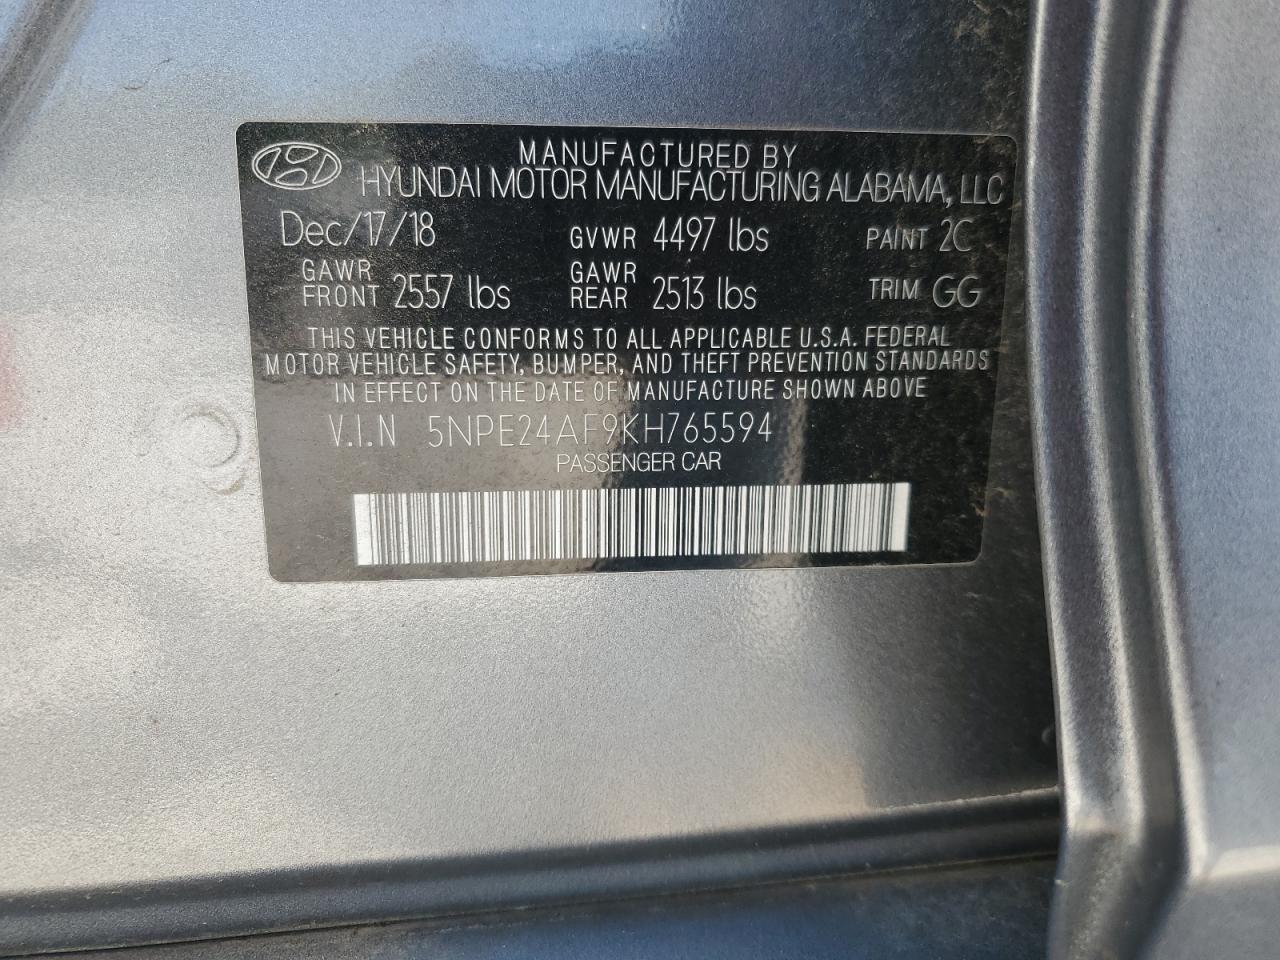 MANUFACTURED BY
HYUNDAI MOTOR MANUFACTURING ALABAMA, LLC
Dec/17/18 GVWR 4497 lbs PAINT 2C
GAWR FRONT 2557 lbs GAWR REAR 2513 lbs TRIM GG
THIS VEHICLE CONFORMS TO ALL APPLICABLE U.S.A. FEDERAL
MOTOR VEHICLE SAFETY, BUMPER, AND THEFT PREVENTION STANDARDS
IN EFFECT ON THE DATE OF MANUFACTURE SHOWN ABOVE
V.I.N 5NPE24AF9KH765594
PASSENGER CAR